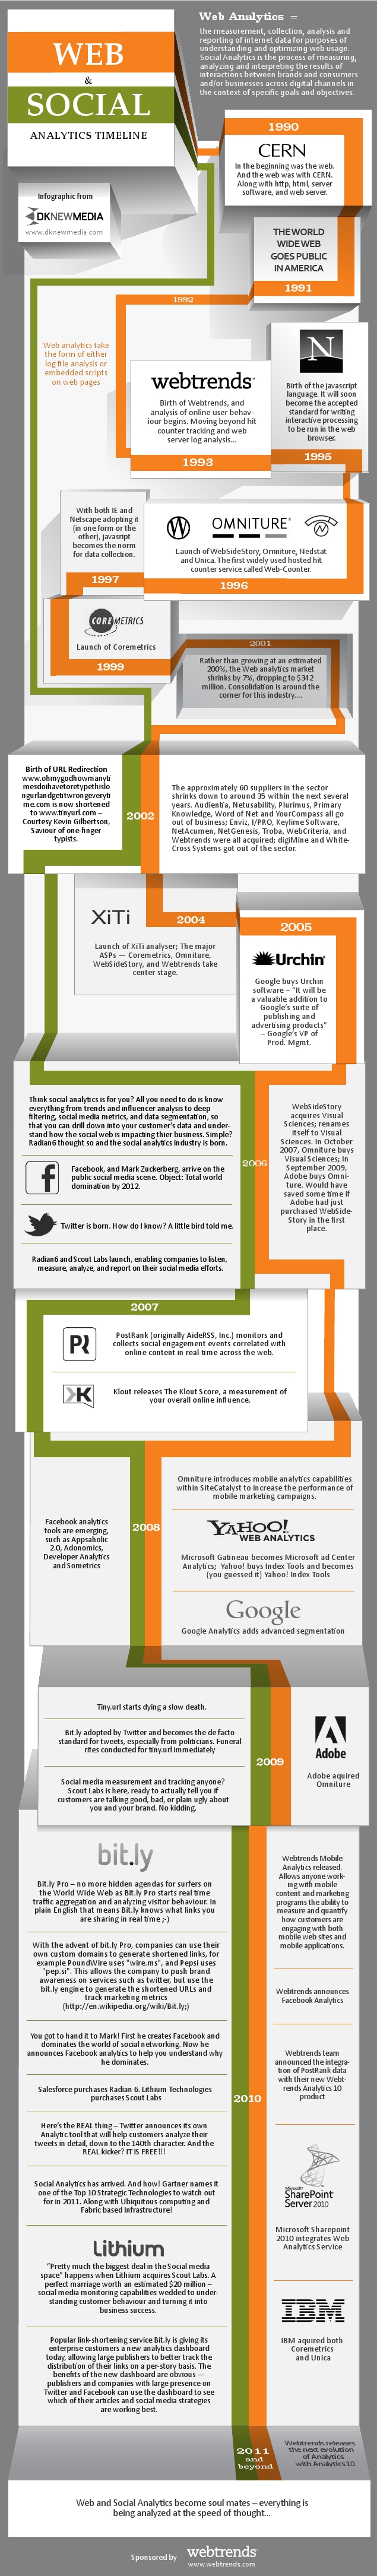 WEB
&
SOCIAL
ANALYTICS TIMELINE
Web Analytics =
the measurement, collection, analysis and
reporting of internet data for purposes of
understanding and optimizing web usage.
Social Analytics is the process of measuring,
analyzing and interpreting the results of
interactions between brands and consumers
and/or businesses across digital channels in
the context of specific goals and objectives.
Infographic from
DKNEWMEDIA
www.dknewmedia.com
1990
CERN
In the beginning was the web.
And the web was with CERN.
Along with http, html, server
software, and web server.
THE WORLD
WIDE WEB
GOES PUBLIC
IN AMERICA
1991
1992
Web analytics take
the form of either
log file analysis or
embedded scripts
on web pages
webtrends
Birth of Webtrends, and
analysis of online user behav-
iour begins. Moving beyond hit
counter tracking and web
server log analysis...
1993
N
Birth of the javascript
language. It will soon
become the accepted
standard for writing
interactive processing
to be run in the web
browser.
1995
With both IE and
Netscape adopting it
(in one form or the
other), javasript
becomes the norm
for data collection.
1997
OMNITURE
Launch of WebSideStory, Omniture, Nedstat
and Unica. The first widely used hosted hit
counter service called Web-Counter.
1996
COREMETRICS
Launch of Coremetrics
1999
2001
Rather than growing at an estimated
200%, the Web analytics market
shrinks by 7%, dropping to $342
million. Consolidation is around the
corner for this industry....
Birth of URL Redirection
www.ohmygodhowmanyti
mesdoihavetoretypethislo
ngurlandgetitwrongeveryti
me.com is now shortened
to www.tinyurl.com –
Courtesy Kevin Gilbertson,
Saviour of one-finger
typists.
2002
The approximately 60 suppliers in the sector
shrinks down to around 35 within the next several
years. Audientia, Netusability, Plurimus, Primary
Knowledge, Word of Net and YourCompass all go
out of business; Enviz, I/PRO, Keylime Software,
NetAcumen, NetGenesis, Troba, WebCriteria, and
Webtrends were all acquired; digiMine and White-
Cross Systems got out of the sector.
XiTi
2004
Launch of XiTi analyser; The major
ASPs — Coremetrics, Omniture,
WebSideStory, and Webtrends take
center stage.
2005
Urchin
Google buys Urchin
software – "It will be
a valuable addition to
Google's suite of
publishing and
advertising products"
– Google's VP of
Prod. Mgmt.
Think social analytics is for you? All you need to do is know
everything from trends and influencer analysis to deep
filtering, social media metrics, and data segmentation, so
that you can drill down into your customer's data and under-
stand how the social web is impacting thier business. Simple?
Radian6 thought so and the social analytics industry is born.
Facebook, and Mark Zuckerberg, arrive on the
public social media scene. Object: Total world
domination by 2012.
Twitter is born. How do I know? A little bird told me.
Radian6 and Scout Labs launch, enabling companies to listen,
measure, analyze, and report on their social media efforts.
2006
WebSideStory
acquires Visual
Sciences; renames
itself to Visual
Sciences. In October
2007, Omniture buys
Visual Sciences; In
September 2009,
Adobe buys Omni-
ture. Would have
saved some time if
Adobe had just
purchased WebSide-
Story in the first
place.
2007
PostRank (originally AideRSS, Inc.) monitors and
collects social engagement events correlated with
online content in real-time across the web.
Klout releases The Klout Score, a measurement of
your overall online influence.
Facebook analytics
tools are emerging,
such as Appsaholic
2.0, Adonomics,
Developer Analytics
and Sometrics
2008
Omniture introduces mobile analytics capabilities
within SiteCatalyst to increase the performance of
mobile marketing campaigns.
YAHOO!
WEB ANALYTICS
Microsoft Gatineau becomes Microsoft ad Center
Analytics; Yahoo! buys Index Tools and becomes
(you guessed it) Yahoo! Index Tools
Google
Google Analytics adds advanced segmentation
Tiny.url starts dying a slow death.
Bit.ly adopted by Twitter and becomes the de facto
standard for tweets, especially from politicians. Funeral
rites conducted for tiny.url immediately
Social media measurement and tracking anyone?
Scout Labs is here, ready to actually tell you if
customers are talking good, bad, or plain ugly about
you and your brand. No kidding.
2009
Adobe
Adobe aquired
Omniture
bit.ly
Bit.ly Pro – no more hidden agendas for surfers on
the World Wide Web as Bit.ly Pro starts real time
traffic aggregation and analyzing visitor behaviour. In
plain English that means Bit.ly knows what links you
are sharing in real time ;-)
With the advent of bit.ly Pro, companies can use their
own custom domains to generate shortened links, for
example PoundWire uses "wire.ms", and Pepsi uses
"pep.si". This allows the company to push brand
awareness on services such as twitter, but use the
bit.ly engine to generate the shortened URLs and
track marketing metrics
(http://en.wikipedia.org/wiki/Bit.ly;)
You got to hand it to Mark! First he creates Facebook and
dominates the world of social networking. Now he
announces Facebook analytics to help you understand why
he dominates.
Salesforce purchases Radian 6. Lithium Technologies
purchases Scout Labs
Here's the REAL thing – Twitter announces its own
Analytic tool that will help customers analyze their
tweets in detail, down to the 140th character. And the
REAL kicker? IT IS FREE!!!
Social Analytics has arrived. And how! Gartner names it
one of the Top 10 Strategic Technologies to watch out
for in 2011. Along with Ubiquitous computing and
Fabric based Infrastructure!
Lithium
"Pretty much the biggest deal in the Social media
space" happens when Lithium acquires Scout Labs. A
perfect marriage worth an estimated $20 million –
social monitoring capabilities wedded to under-
standing customer behaviour and turning it into
business success.
Popular link-shortening service Bit.ly is giving its
enterprise customers a new analytics dashboard
today, allowing large publishers to better track the
distribution of their links on a per-story basis. The
benefits of the new dashboard are obvious —
publishers and companies with large presence on
Twitter and Facebook can use the Dashboard to see
which of their articles and social media strategies
are working best.
2010
Webtrends Mobile
Analytics released.
Allows anyone work-
ing with mobile
content and marketing
programs the ability to
measure and quantify
how customers are
engaging with both
mobile web sites and
mobile applications.
Webtrends announces
Facebook Analytics
Webtrends team
announced the integra-
tion of PostRank data
with their new Webt-
rends Analytics 10
product
Microsoft
SharePoint
Server 2010
Microsoft Sharepoint
2010 integrates Web
Analytics Service
IBM
IBM aquired both
Coremetrics
and Unica
2011
and
beyond
Webtrends releases
the next evolution
of Analytics
with Analytics 10
Web and Social Analytics become soul mates – everything is
being analyzed at the speed of thought...
Sponsored by
webtrends
www.webtrends.com